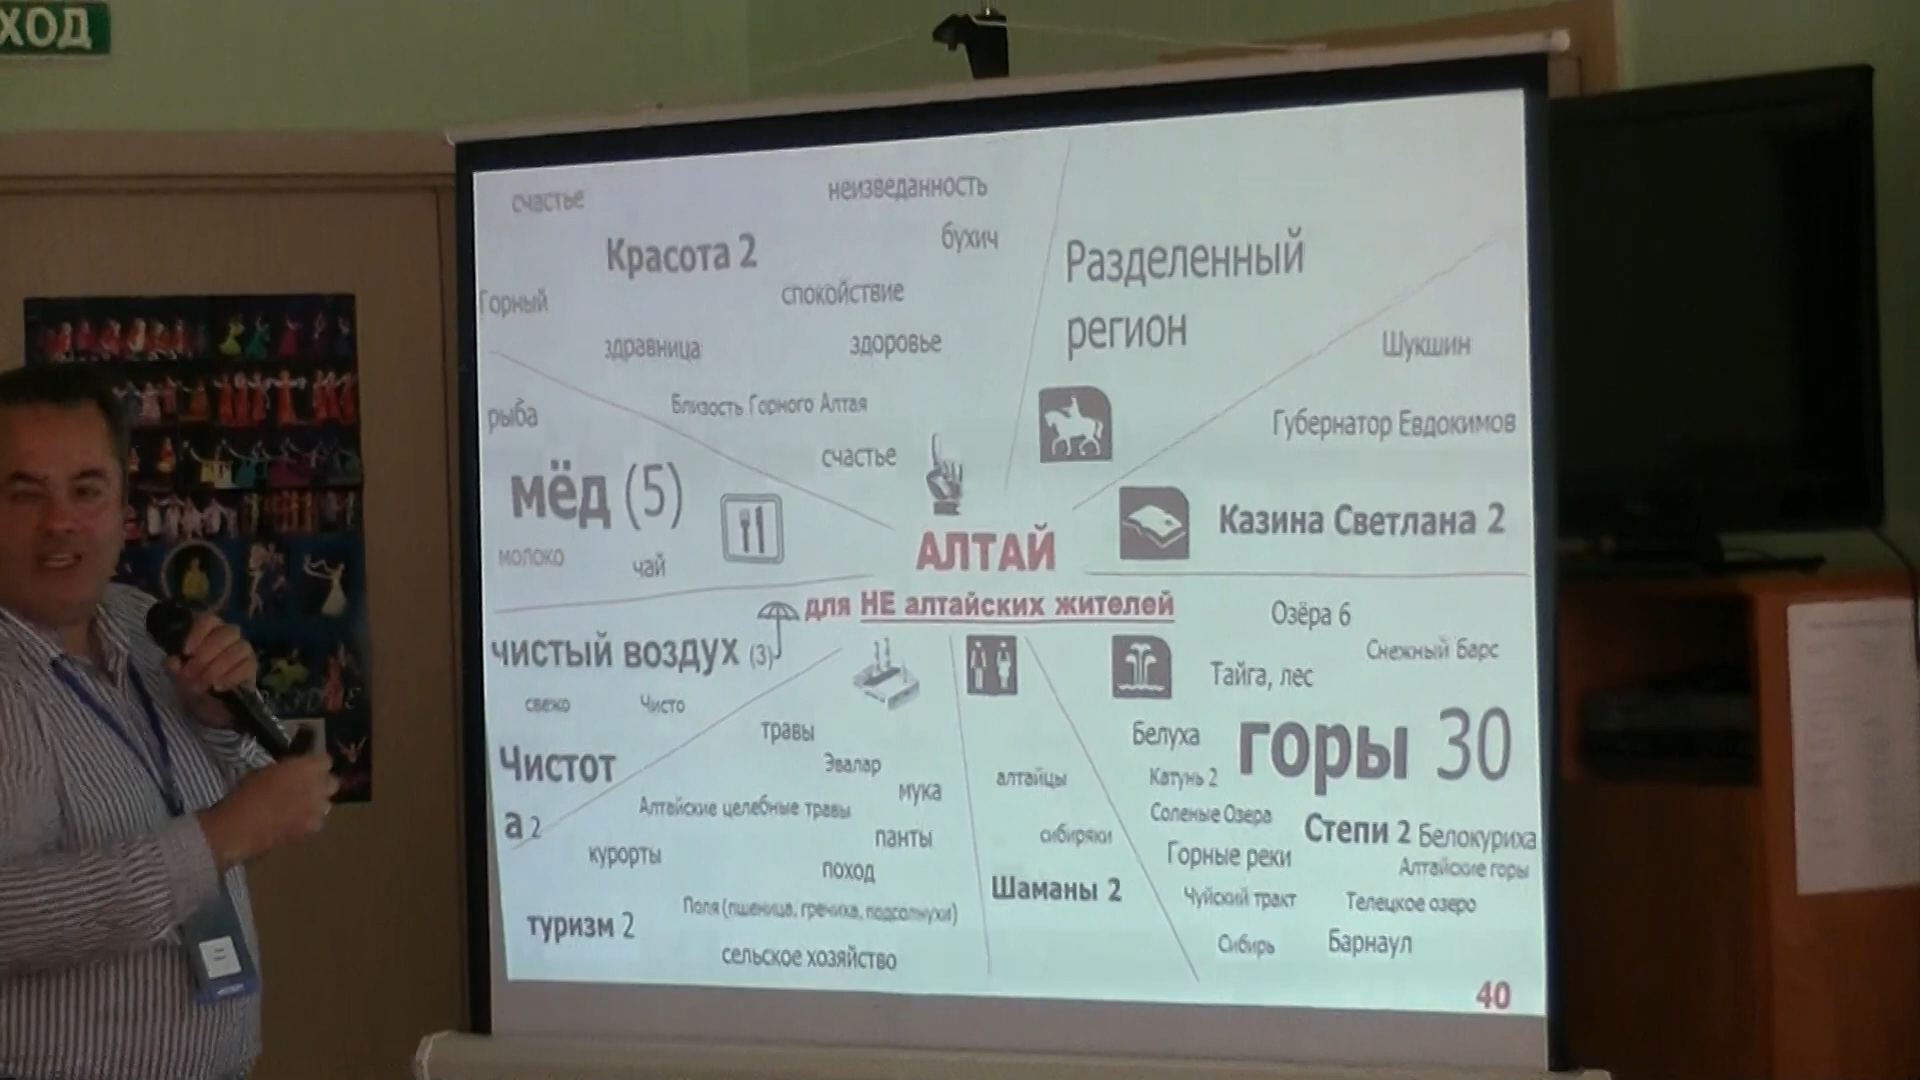 ХОД
счастье
неизведанность
Красота 2
бухич
Горный
спокойствие
здравница
здоровье
Разделенный
регион
Шукшин
Губернатор Евдокимов
Казина Светлана 2
рыба
Близость Горного Алтая
счастье
мёд (5)
молоко
чай
АЛТАЙ
для НЕ алтайских жителей
чистый воздух (3)
свежо
Чисто
Чистот
а 2
травы
Эвалар
мука
Алтайские целебные травы
панты
курорты
поход
Поля (пшеница, гречиха, подсолнухи)
туризм 2
сельское хозяйство
алтайцы
сибиряки
Шаманы 2
Озёра 6
Снежный Барс
Тайга, лес
Белуха
горы 30
Катунь 2
Соленые Озера
Степи 2
Белокуриха
Горные реки
Алтайские горы
Чуйский тракт
Телецкое озеро
Сибирь
Барнаул
40